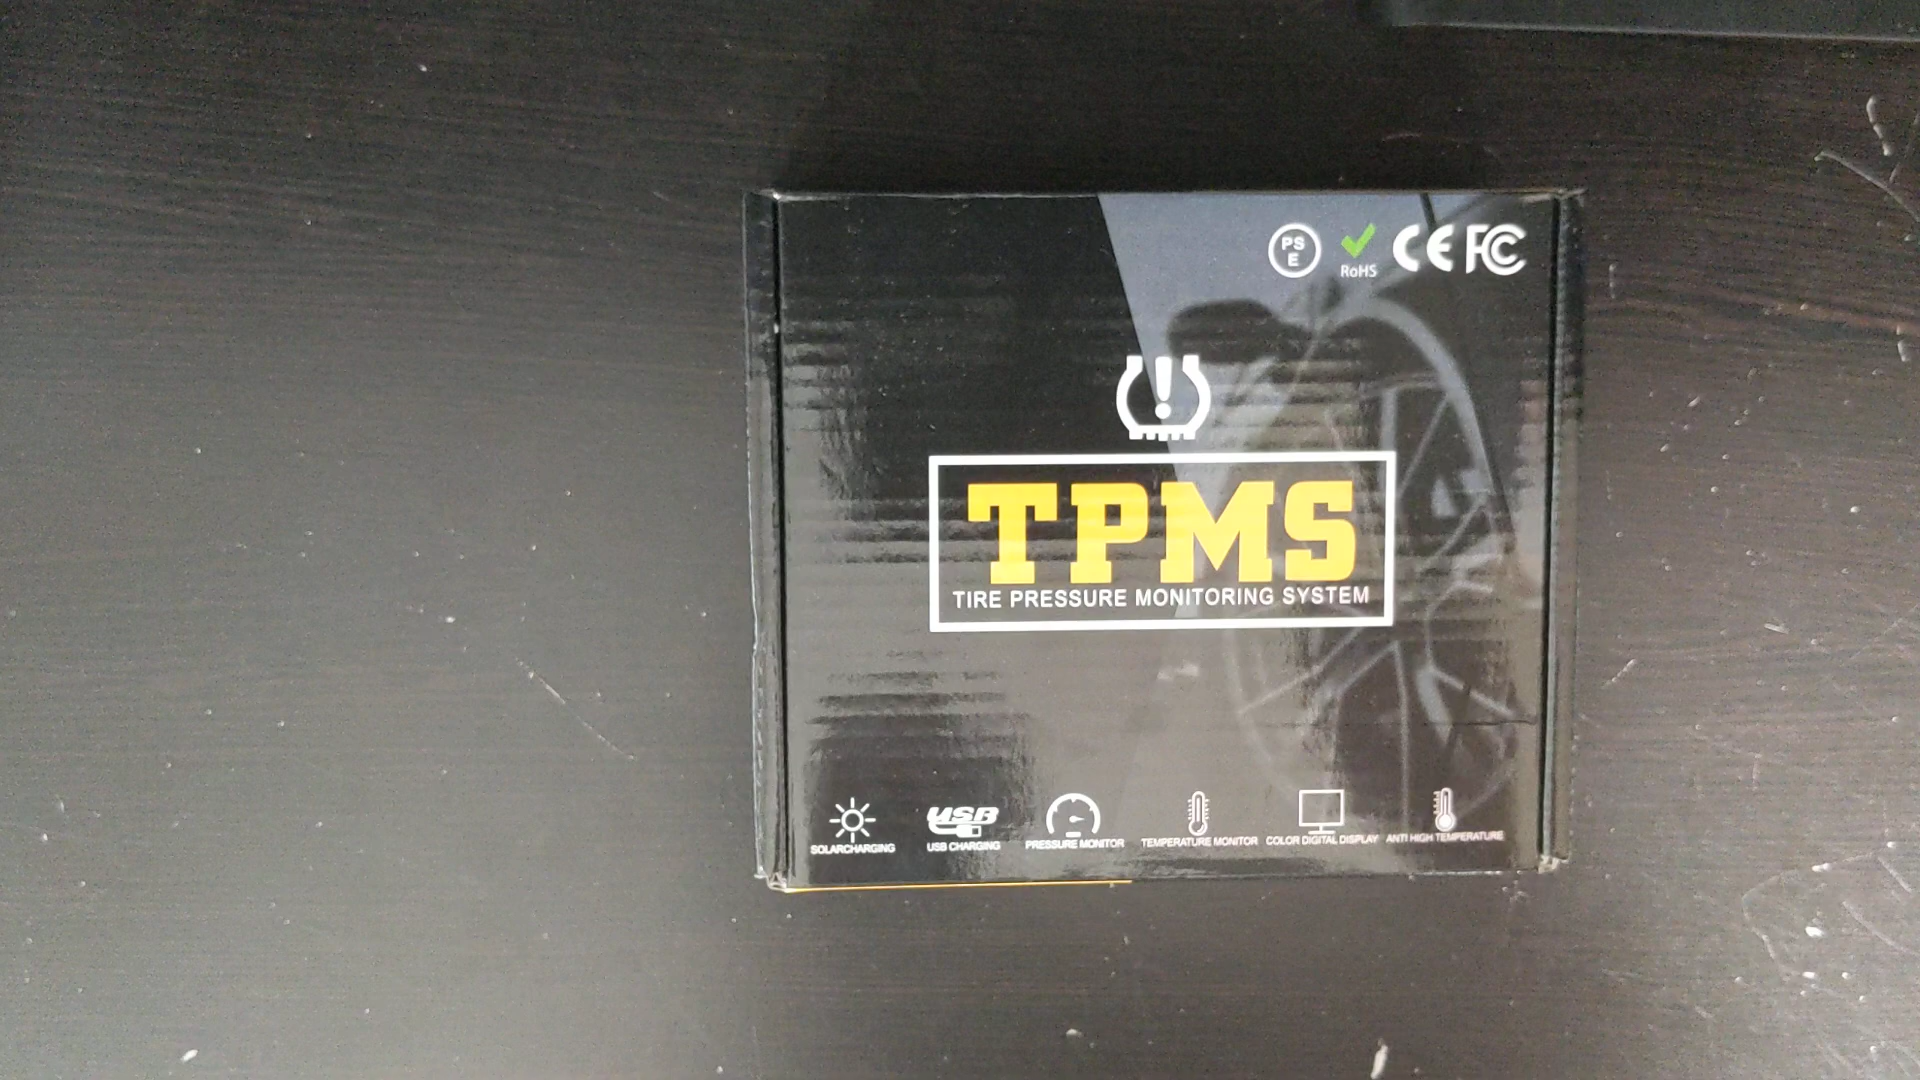 PS
E
RoHS
CE FC
TPMS
TIRE PRESSURE MONITORING SYSTEM
SOLARCHARGING
USB
USB CHARGING
PRESSURE MONITOR
TEMPERATURE MONITOR
COLOR DIGITAL DISPLAY
ANTI HIGH TEMPERATURE